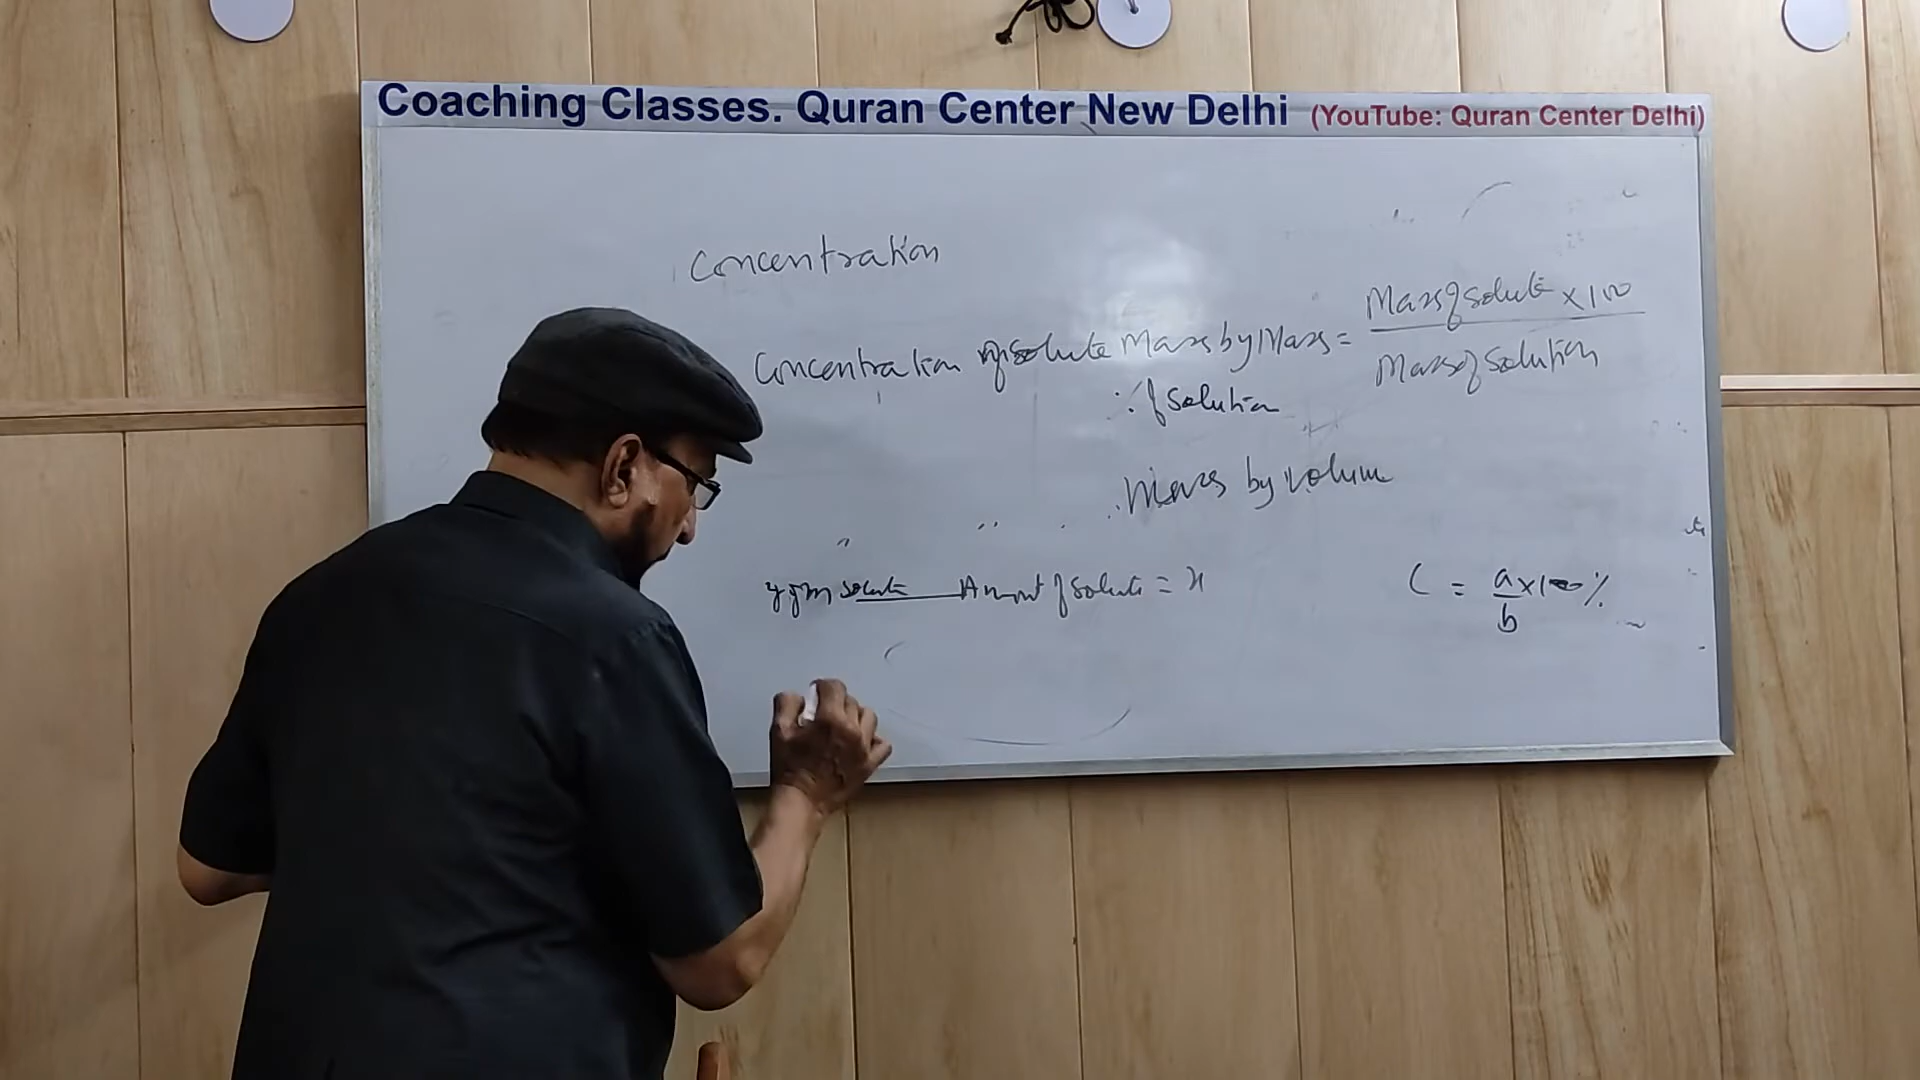 Coaching Classes. Quran Center New Delhi (YouTube: Quran Center Delhi)
Concentration
Concentration of solute Mass by Mass = Mass of solute × 100
Mass of solution
% of solution
Mass by volume
solute Amount of solute = x
C = a × 100 %
b